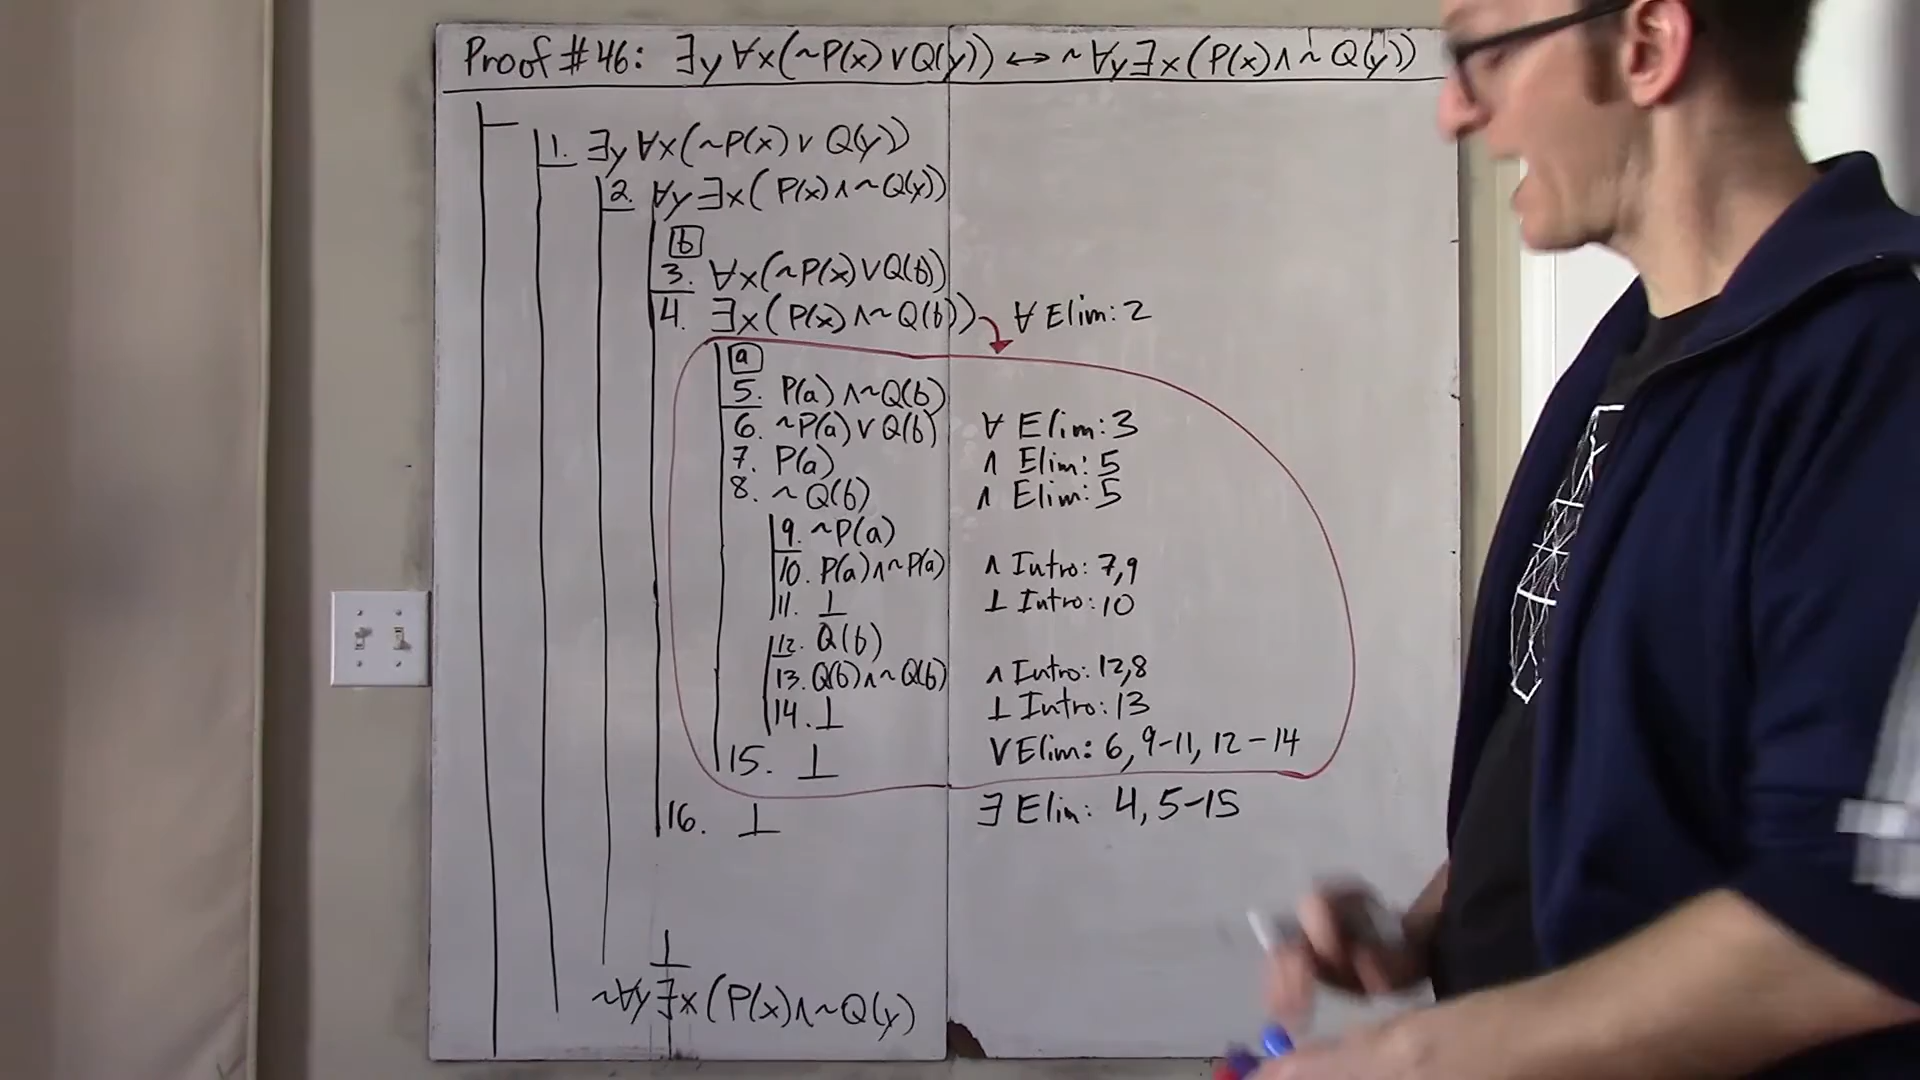 Proof #46: ∃y ∀x(~P(x) ∨ Q(y)) ↔ ~∀y∃x(P(x) ∧ ~Q(y))
1. ∃y ∀x(~P(x) ∨ Q(y))
2. ∀y ∃x(P(x) ∧ ~Q(y))
b
3. ∀x(~P(x) ∨ Q(b))
4. ∃x(P(x) ∧ ~Q(b)) ∀ Elim: 2
a
5. P(a) ∧ ~Q(b)
6. ~P(a) ∨ Q(b) ∀ Elim: 3
7. P(a) ∧ Elim: 5
8. ~Q(b) ∧ Elim: 5
9. ~P(a)
10. P(a) ∧ ~P(a) ∧ Intro: 7,9
11. ⊥ ⊥ Intro: 10
12. Q(b)
13. Q(b) ∧ ~Q(b) ∧ Intro: 12,8
14. ⊥ ⊥ Intro: 13
15. ⊥ ∨ Elim: 6, 9-11, 12-14
16. ⊥ ∃ Elim: 4, 5-15
⊥
~∀y ∃x(P(x) ∧ ~Q(y))